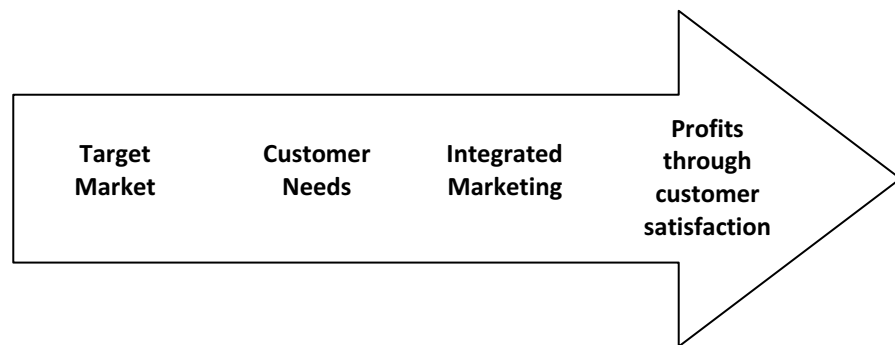 Target
Market
Customer
Needs
Integrated
Marketing
Profits
through
customer
satisfaction